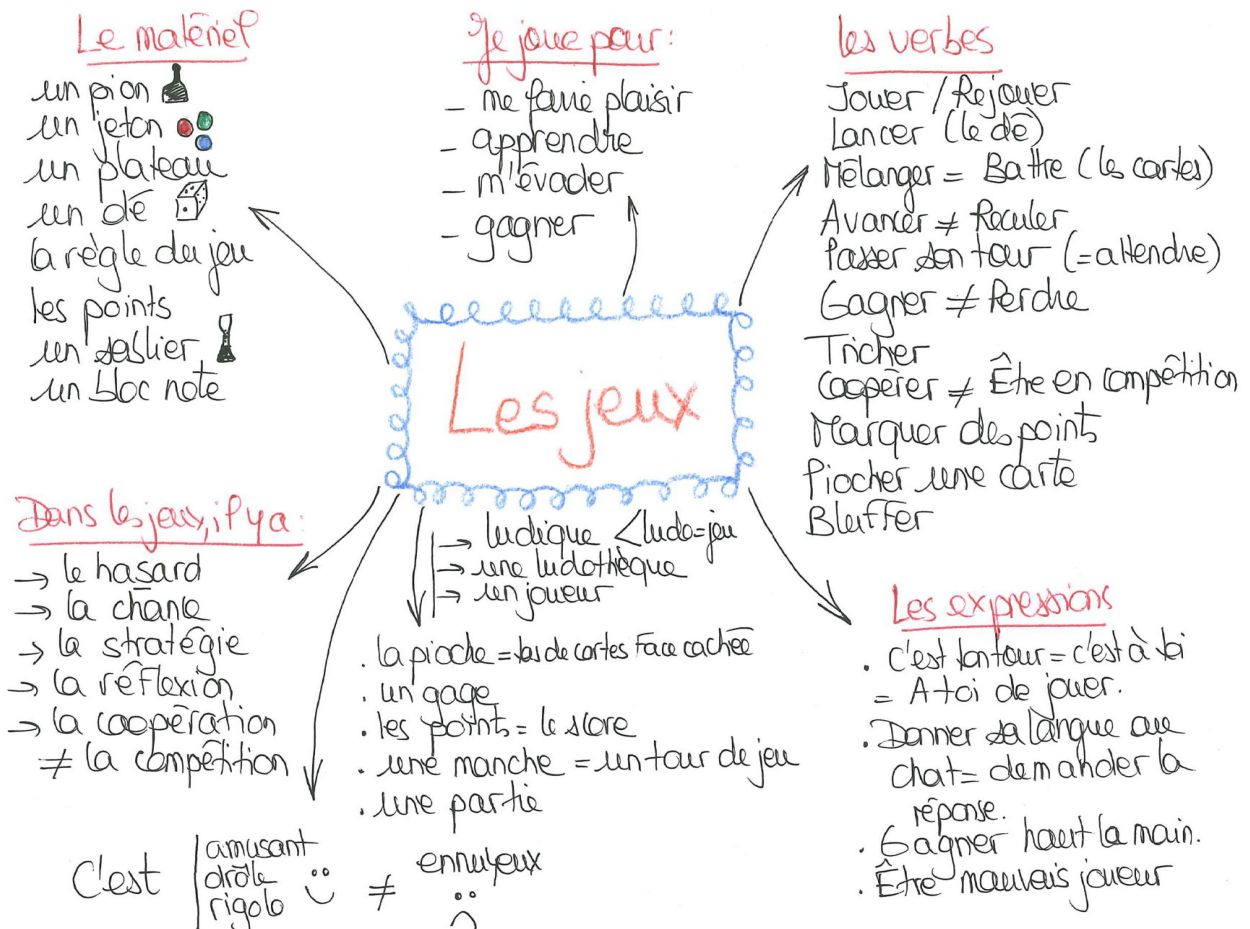 Le matériel
un pion
un jeton
un plateau
un dé
la règle du jeu
les points
un sablier
un bloc note
Je joue pour:
- me faire plaisir
- apprendre
- m'évader
- gagner
les verbes
Jouer / Rejouer
Lancer (le dé)
Mélanger = Battre (les cartes)
Avancer ≠ Reculer
Passer son tour (=attendre)
Gagner ≠ Perdre
Tricher
Coopérer ≠ Être en compétition
Marquer des points
Piocher une carte
Bluffer
Les jeux
Dans les jeux, il y a:
→ le hasard
→ la chance
→ la stratégie
→ la réflexion
→ la coopération
≠ la compétition
→ ludique <ludo=jeu
→ une ludothèque
→ un joueur
. la pioche = tas de cartes face cachée
. un gage
. les points = le score
. une manche = un tour de jeu
. une partie
Les expressions
. C'est ton tour = c'est à toi
= A toi de jouer.
. Donner sa langue au
chat = demander la
réponse.
. Gagner haut la main.
. Être mauvais joueur
C'est
amusant
drôle
rigolo
≠
ennuyeux